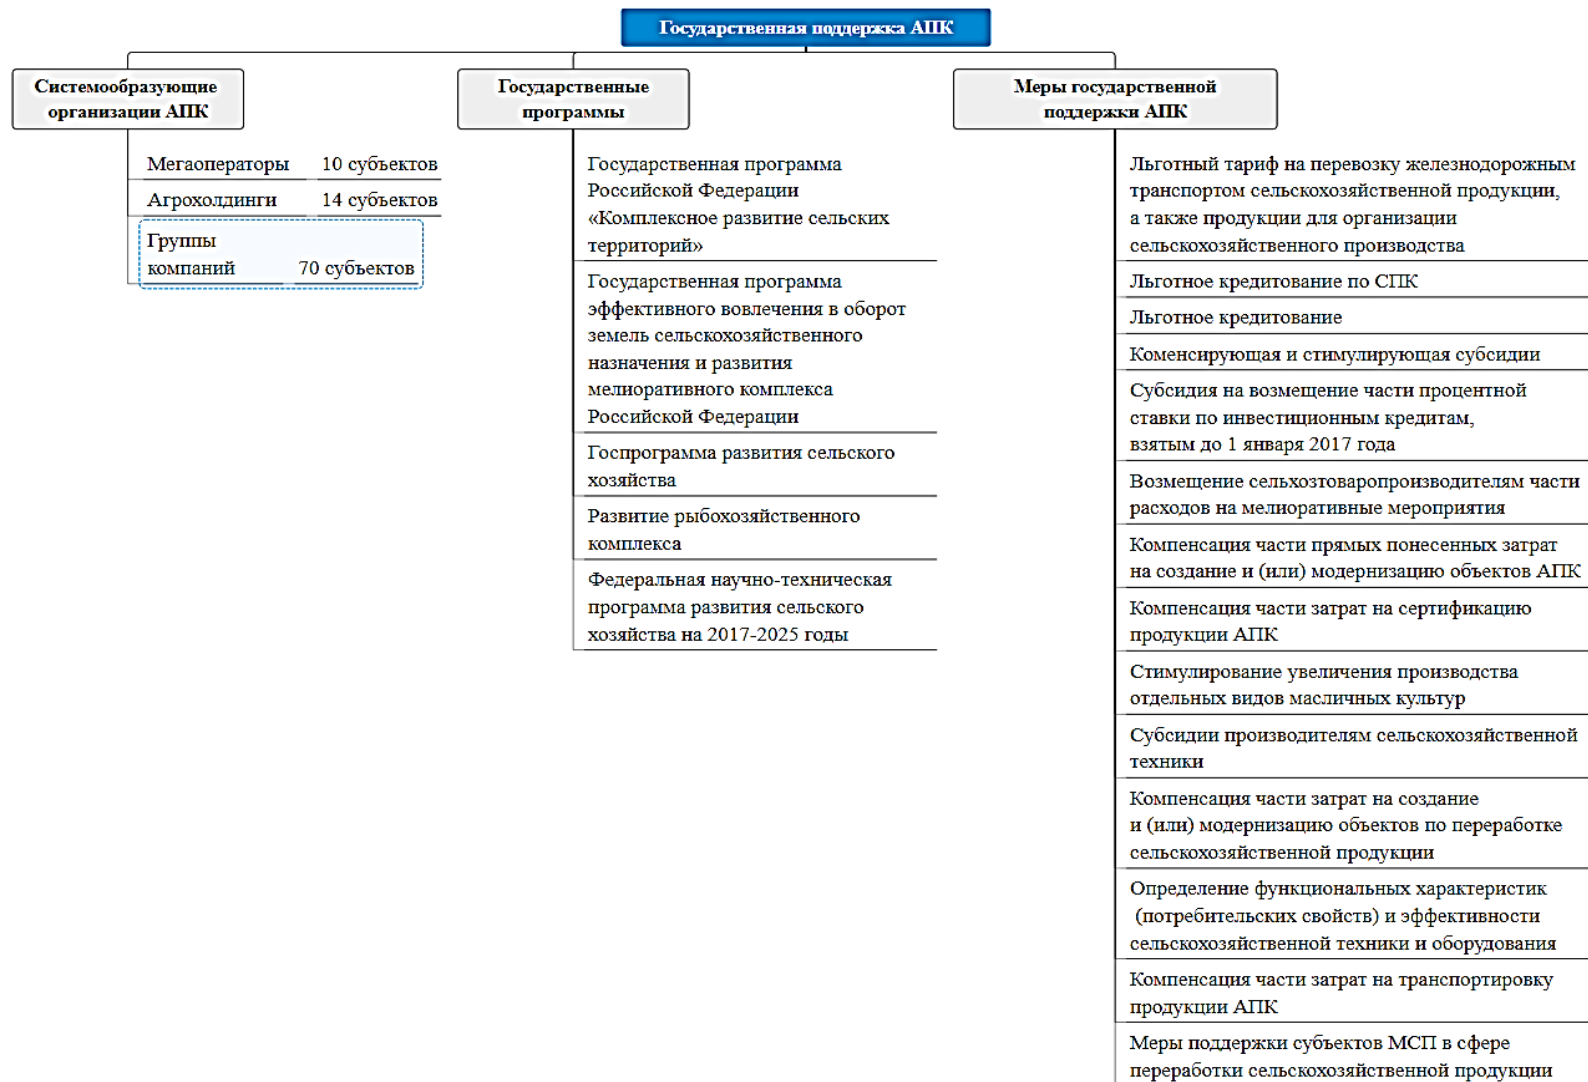 Государственная поддержка АПК
Системообразующие
организации АПК
Мегаоператоры 10 субъектов
Агрохолдинги 14 субъектов
Группы
компаний 70 субъектов
Государственные
программы
Государственная программа
Российской Федерации
«Комплексное развитие сельских
территорий»
Государственная программа
эффективного вовлечения в оборот
земель сельскохозяйственного
назначения и развития
мелиоративного комплекса
Российской Федерации
Госпрограмма развития сельского
хозяйства
Развитие рыбохозяйственного
комплекса
Федеральная научно-техническая
программа развития сельского
хозяйства на 2017-2025 годы
Меры государственной
поддержки АПК
Льготный тариф на перевозку железнодорожным
транспортом сельскохозяйственной продукции,
а также продукции для организации
сельскохозяйственного производства
Льготное кредитование по СПК
Льготное кредитование
Коменсирующая и стимулирующая субсидии
Субсидия на возмещение части процентной
ставки по инвестиционным кредитам,
взятым до 1 января 2017 года
Возмещение сельхозтоваропроизводителям части
расходов на мелиоративные мероприятия
Компенсация части прямых понесенных затрат
на создание и (или) модернизацию объектов АПК
Компенсация части затрат на сертификацию
продукции АПК
Стимулирование увеличения производства
отдельных видов масличных культур
Субсидии производителям сельскохозяйственной
техники
Компенсация части затрат на создание
и (или) модернизацию объектов по переработке
сельскохозяйственной продукции
Определение функциональных характеристик
(потребительских свойств) и эффективности
сельскохозяйственной техники и оборудования
Компенсация части затрат на транспортировку
продукции АПК
Меры поддержки субъектов МСП в сфере
переработки сельскохозяйственной продукции